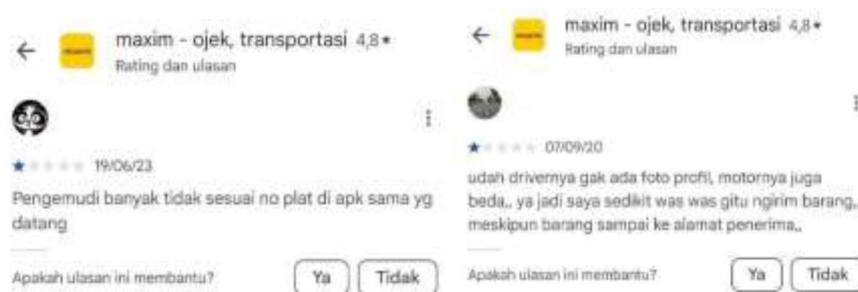 maxim - ojek, transportasi 4,8★
Rating dan ulasan
19/06/23
Pengemudi banyak tidak sesuai no plat di apk sama yg
datang
Apakah ulasan ini membantu?
Ya
Tidak
maxim - ojek, transportasi 4,8★
Rating dan ulasan
07/09/20
udah drivernya gak ada foto profil, motornya juga
beda,, ya jadi saya sedikit was was gitu ngirim barang,,
meskipun barang sampai ke alamat penerima,,
Apakah ulasan ini membantu?
Ya
Tidak